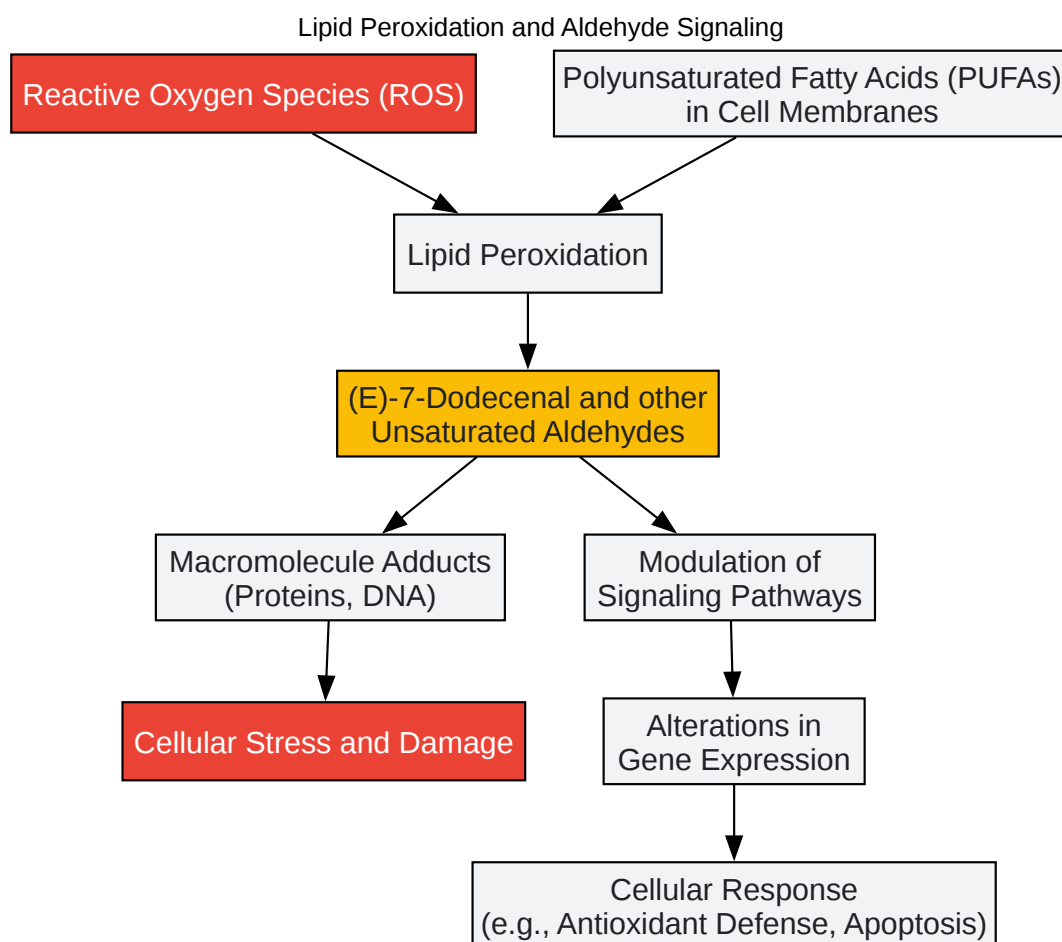 Lipid Peroxidation and Aldehyde Signaling
Reactive Oxygen Species (ROS)
Polyunsaturated Fatty Acids (PUFAs)
in Cell Membranes
Lipid Peroxidation
(E)-7-Dodecenal and other
Unsaturated Aldehydes
Macromolecule Adducts
(Proteins, DNA)
Modulation of
Signaling Pathways
Cellular Stress and Damage
Alterations in
Gene Expression
Cellular Response
(e.g., Antioxidant Defense, Apoptosis)